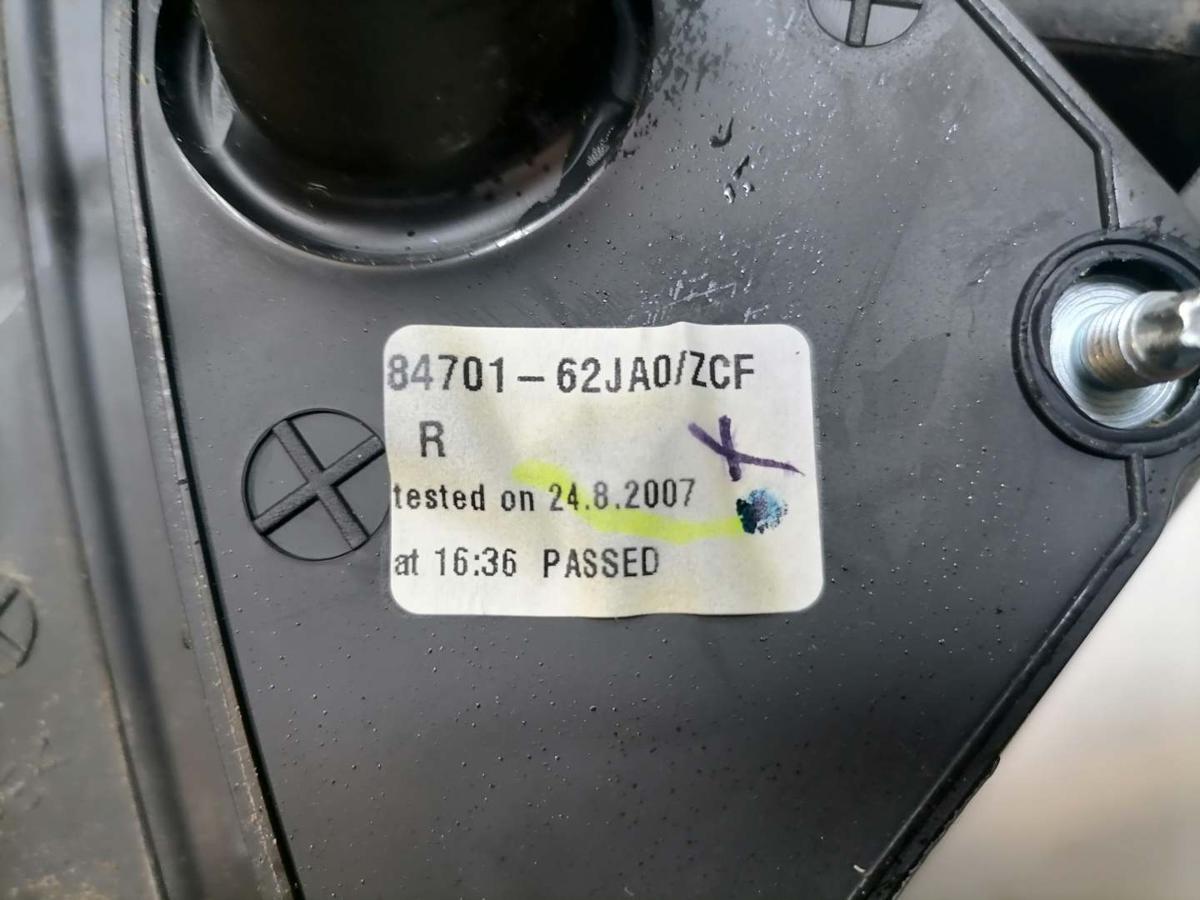 84701-62JA0/ZCF
R
tested on 24.8.2007
at 16:36 PASSED